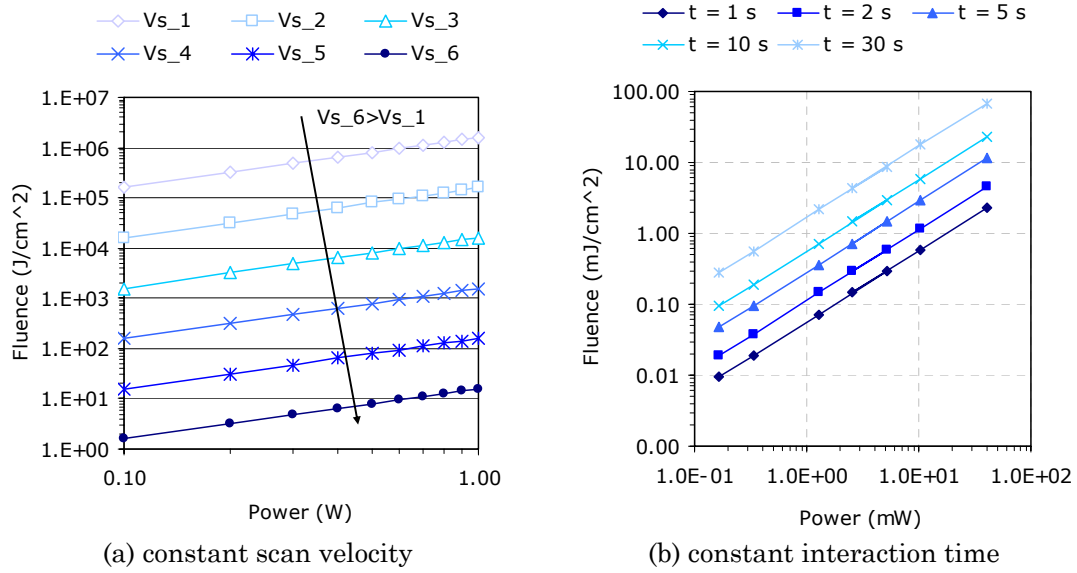 Vs_1 Vs_2 Vs_3
Vs_4 Vs_5 Vs_6
1.E+07
1.E+06
1.E+05
1.E+04
1.E+03
1.E+02
1.E+01
1.E+00
Fluence (J/cm^2)
Vs_6>Vs_1
0.10 1.00
Power (W)
(a) constant scan velocity
t = 1 s t = 2 s t = 5 s
t = 10 s t = 30 s
100.00
10.00
1.00
0.10
0.01
0.00
Fluence (mJ/cm^2)
1.0E-01 1.0E+00 1.0E+01 1.0E+02
Power (mW)
(b) constant interaction time